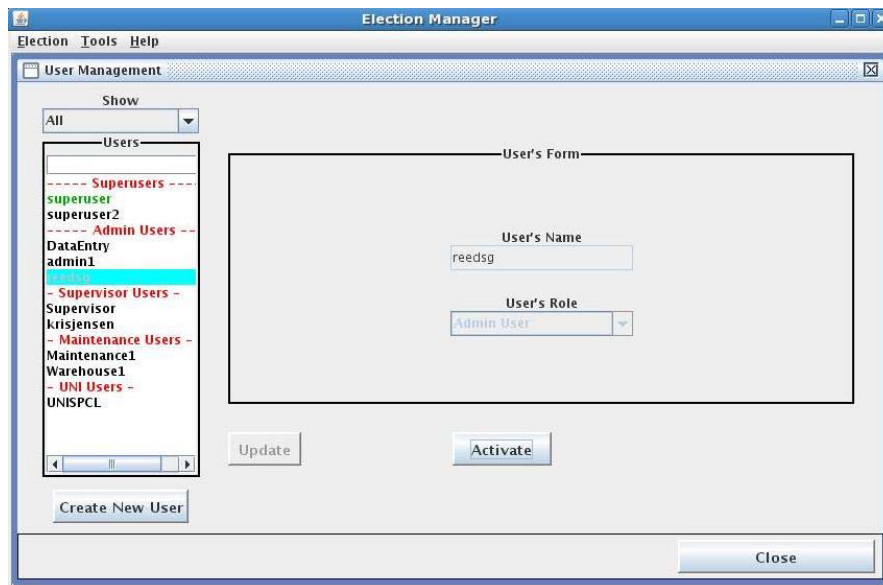 Election Manager
Election Tools Help
User Management
Show
All
Users
----- Superusers ----
superuser
superuser2
----- Admin Users --
DataEntry
admin1
reedsg
- Supervisor Users -
Supervisor
krisjensen
- Maintenance Users -
Maintenance1
Warehouse1
- UNI Users -
UNISPCL
Create New User
User's Form
User's Name
reedsg
User's Role
Admin User
Update
Activate
Close